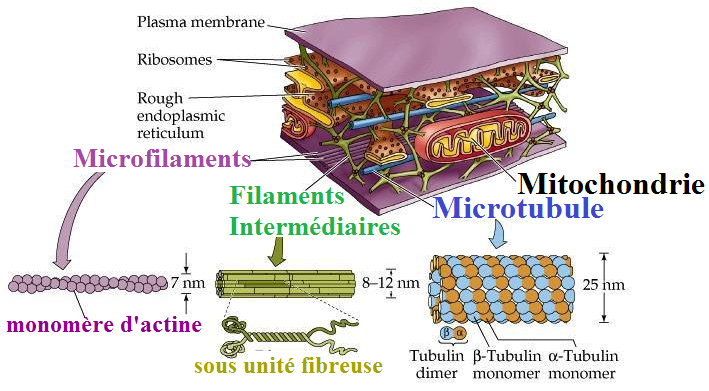 Plasma membrane
Ribosomes
Rough
endoplasmic
reticulum
Microfilaments
Filaments
Intermédiaires
Mitochondrie
Microtubule
7 nm
8–12 nm
25 nm
monomère d'actine
sous unité fibreuse
β α
Tubulin
dimer
β-Tubulin
monomer
α-Tubulin
monomer